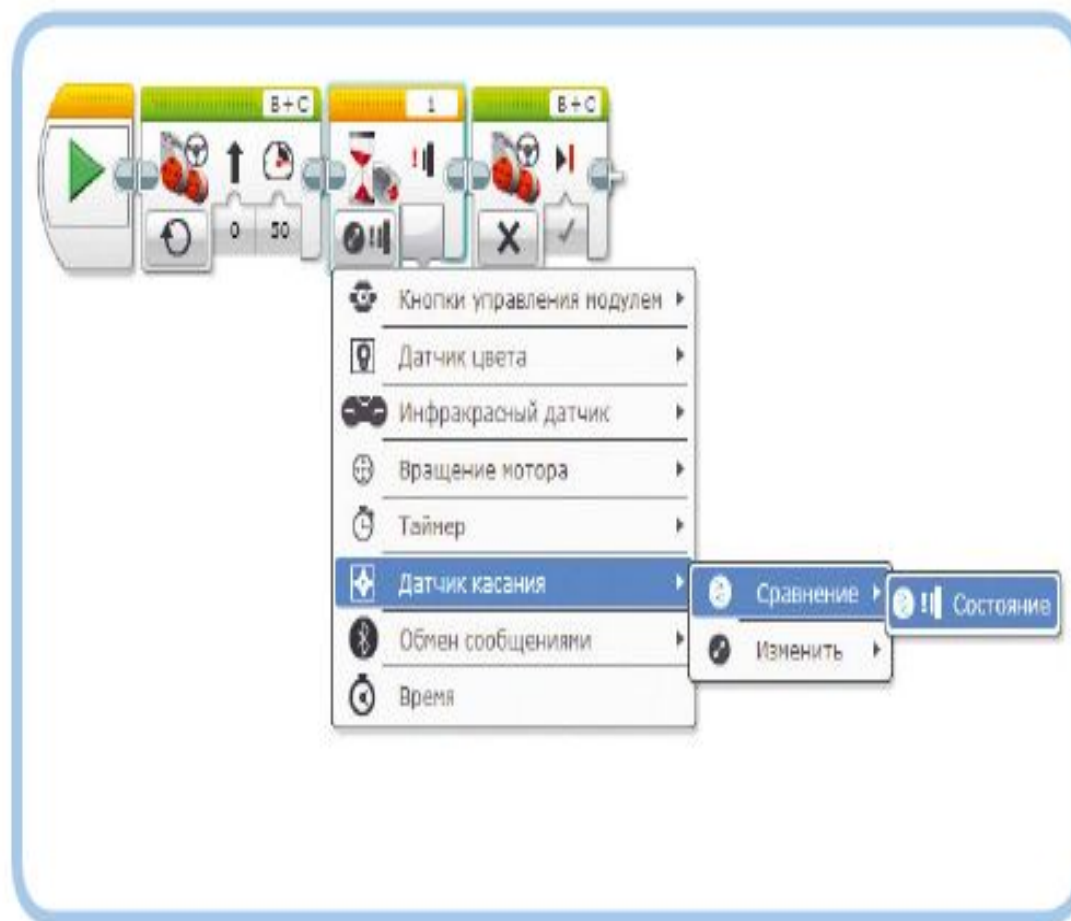 B+C
1
B+C
0
50
Кнопки управления модулем
Датчик цвета
Инфракрасный датчик
Вращение мотора
Таймер
Датчик касания
Сравнение
Состояние
Обмен сообщениями
Изменить
Время